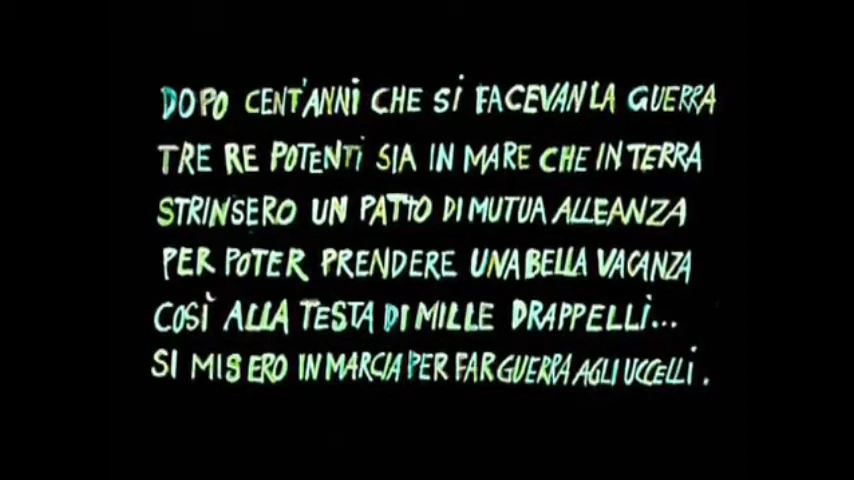 DOPO CENT'ANNI CHE SI FACEVAN LA GUERRA
TRE RE POTENTI SIA IN MARE CHE IN TERRA
STRINSERO UN PATTO DI MUTUA ALLEANZA
PER POTER PRENDERE UNA BELLA VACANZA
COSÌ ALLA TESTA DI MILLE DRAPPELLI...
SI MISERO IN MARCIA PER FAR GUERRA AGLI UCCELLI.